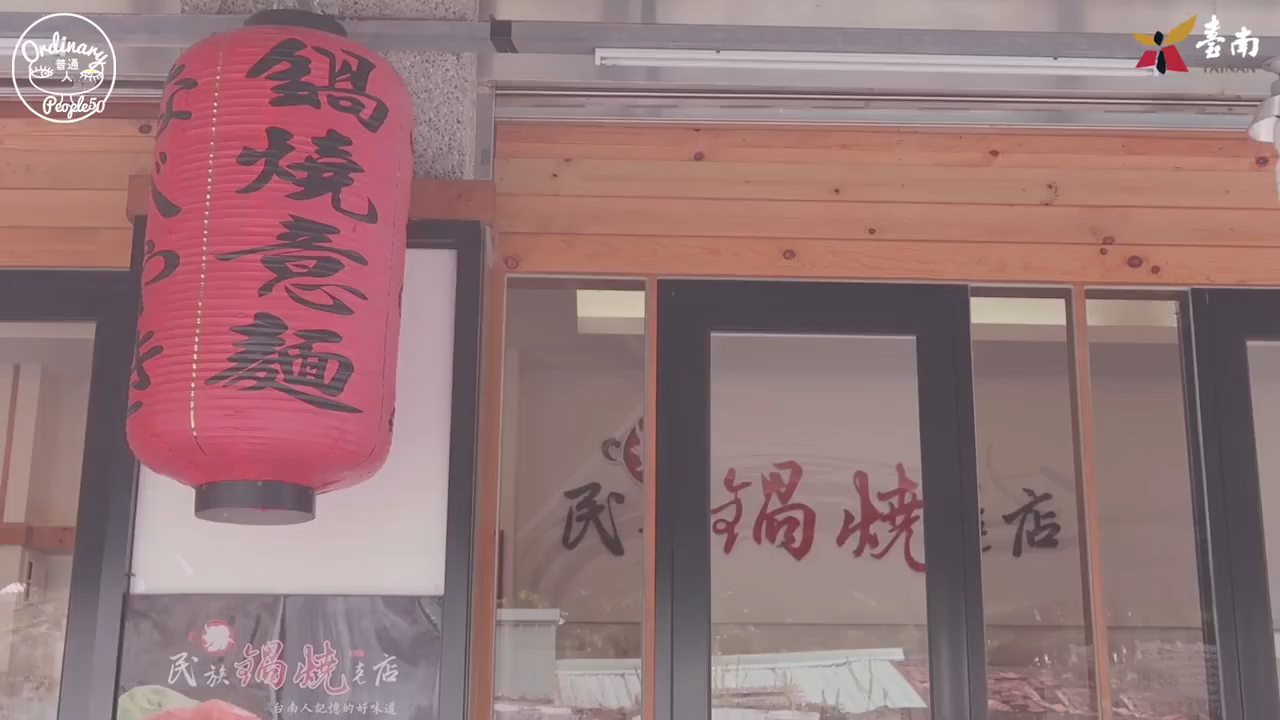 Ordinary
普通
人
People50
臺南
TAINAN
鍋燒意麵
民 鍋燒 店
民族鍋燒老店
台南人記憶的好味道